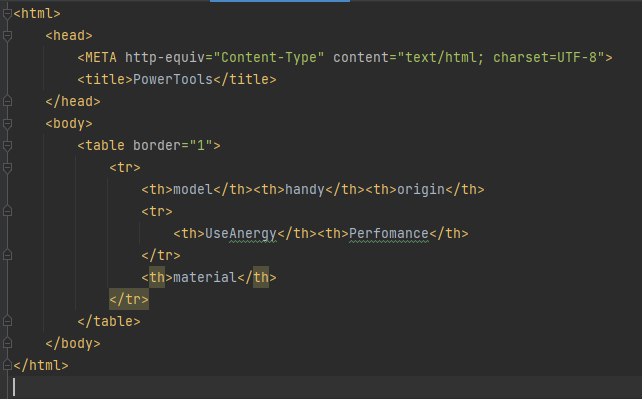 <html>
<head>
<META http-equiv="Content-Type" content="text/html; charset=UTF-8">
<title>PowerTools</title>
</head>
<body>
<table border="1">
<tr>
<th>model</th><th>handy</th><th>origin</th>
<tr>
<th>UseAnergy</th><th>Perfomance</th>
</tr>
<th>material</th>
</tr>
</table>
</body>
</html>